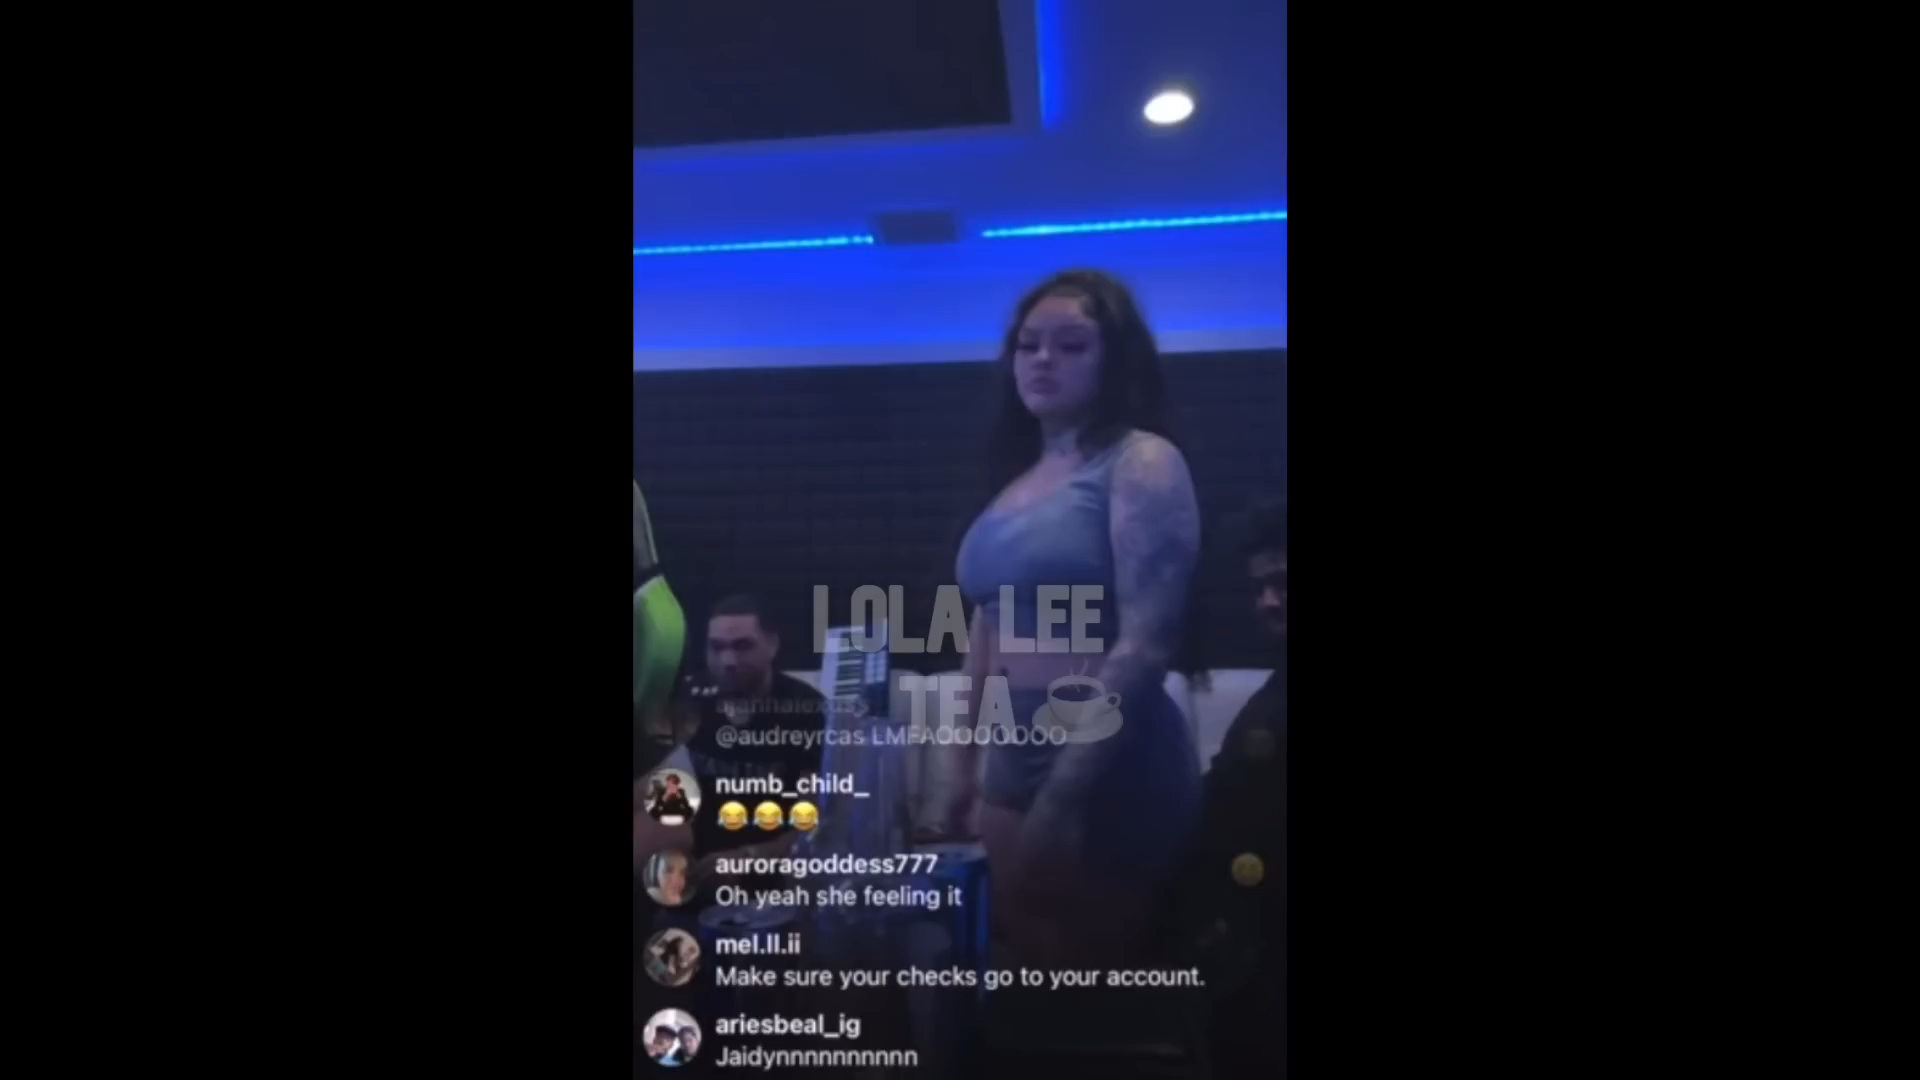 LOLA LEE
TEA
ajannalexuss
@audreyrcas LMFAOOOOOOO
numb_child_
😂😂😂
auroragoddess777
Oh yeah she feeling it
mel.ll.ii
Make sure your checks go to your account.
ariesbeal_ig
Jaidynnnnnnnnnn